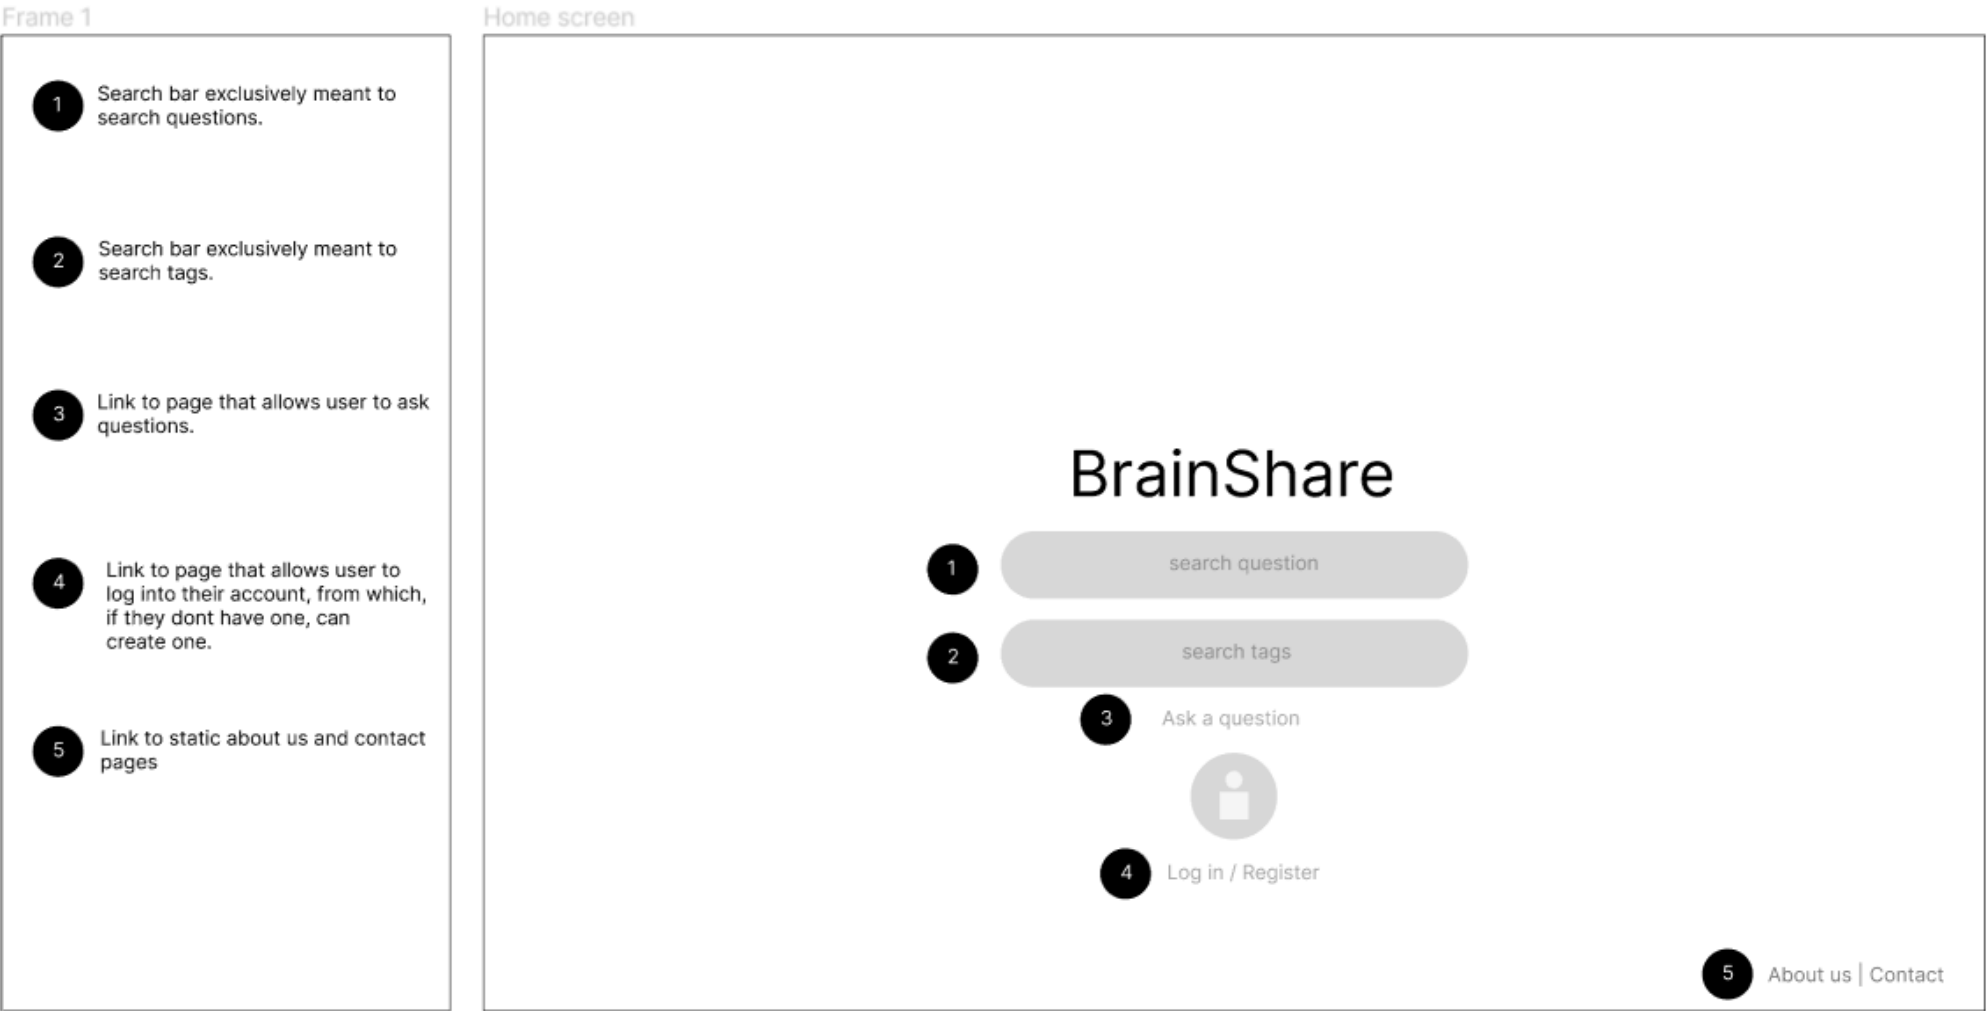 Frame 1
1
Search bar exclusively meant to
search questions.
2
Search bar exclusively meant to
search tags.
3
Link to page that allows user to ask
questions.
4
Link to page that allows user to
log into their account, from which,
if they dont have one, can
create one.
5
Link to static about us and contact
pages
Home screen
BrainShare
1 search question
2 search tags
3 Ask a question
4 Log in / Register
5 About us | Contact